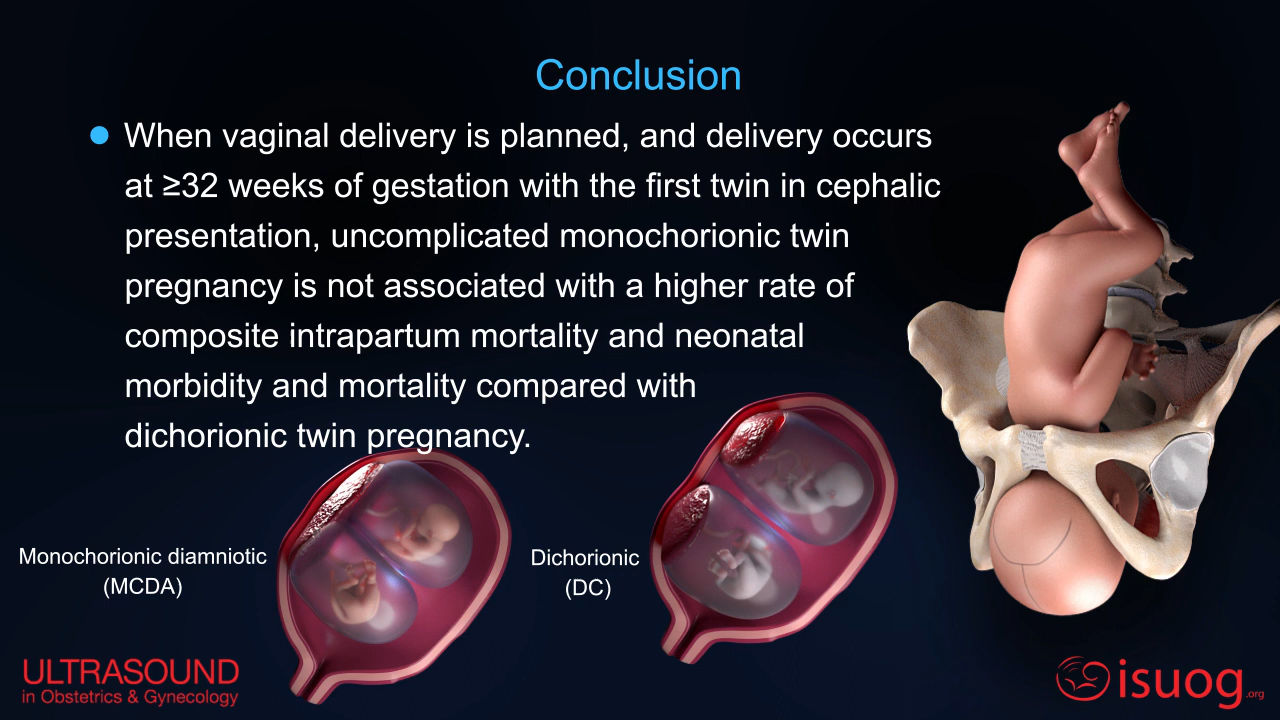 Conclusion
When vaginal delivery is planned, and delivery occurs
at ≥32 weeks of gestation with the first twin in cephalic
presentation, uncomplicated monochorionic twin
pregnancy is not associated with a higher rate of
composite intrapartum mortality and neonatal
morbidity and mortality compared with
dichorionic twin pregnancy.
Monochorionic diamniotic
(MCDA)
Dichorionic
(DC)
ULTRASOUND
in Obstetrics & Gynecology
isuog.org